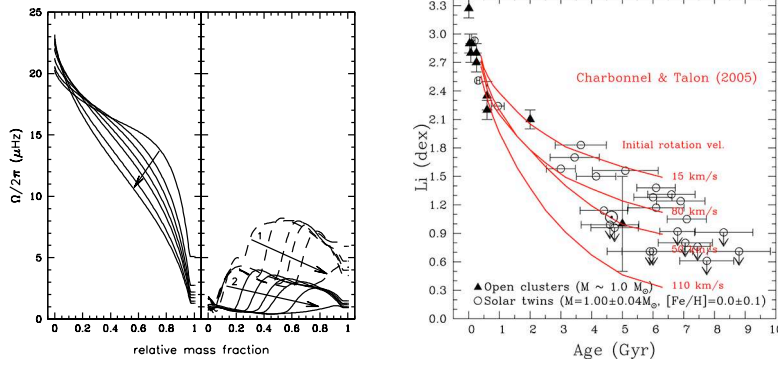 25
20
15
10
5
0
Ω/2π (μHz)
0 0.2 0.4 0.6 0.8 1
0 0.2 0.4 0.6 0.8 1
1
2
relative mass fraction
3.3
3.0
2.7
2.4
2.1
1.8
1.5
1.2
0.9
0.6
0.3
0.0
Li (dex)
Charbonnel & Talon (2005)
Initial rotation vel.
15 km/s
80 km/s
50 km/s
110 km/s
Open clusters (M ~ 1.0 M⊙)
Solar twins (M=1.00±0.04M⊙, [Fe/H]=0.0±0.1)
0 1 2 3 4 5 6 7 8 9 10
Age (Gyr)